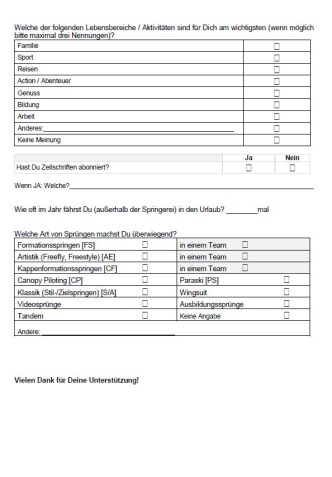 Welche der folgenden Lebensbereiche / Aktivitäten sind für Dich am wichtigsten (wenn möglich
bitte maximal drei Nennungen)?
Familie ☐
Sport ☐
Reisen ☐
Action / Abenteuer ☐
Genuss ☐
Bildung ☐
Arbeit ☐
Anderes:____________________ ☐
Keine Meinung ☐
Ja Nein
Hast Du Zeitschriften abonniert? ☐ ☐
Wenn JA: Welche?____________________
Wie oft im Jahr fährst Du (außerhalb der Springerei) in den Urlaub? ________mal
Welche Art von Sprüngen machst Du überwiegend?
Formationsspringen [FS] ☐ in einem Team ☐
Artistik (Freefly, Freestyle) [AE] ☐ in einem Team ☐
Kappenformationsspringen [CF] ☐ in einem Team ☐
Canopy Piloting [CP] ☐ Paraski [PS] ☐
Klassik (Stil-/Zielspringen) [S/A] ☐ Wingsuit ☐
Videosprünge ☐ Ausbildungssprünge ☐
Tandem ☐ Keine Angabe ☐
Andere: ____________________
Vielen Dank für Deine Unterstützung!